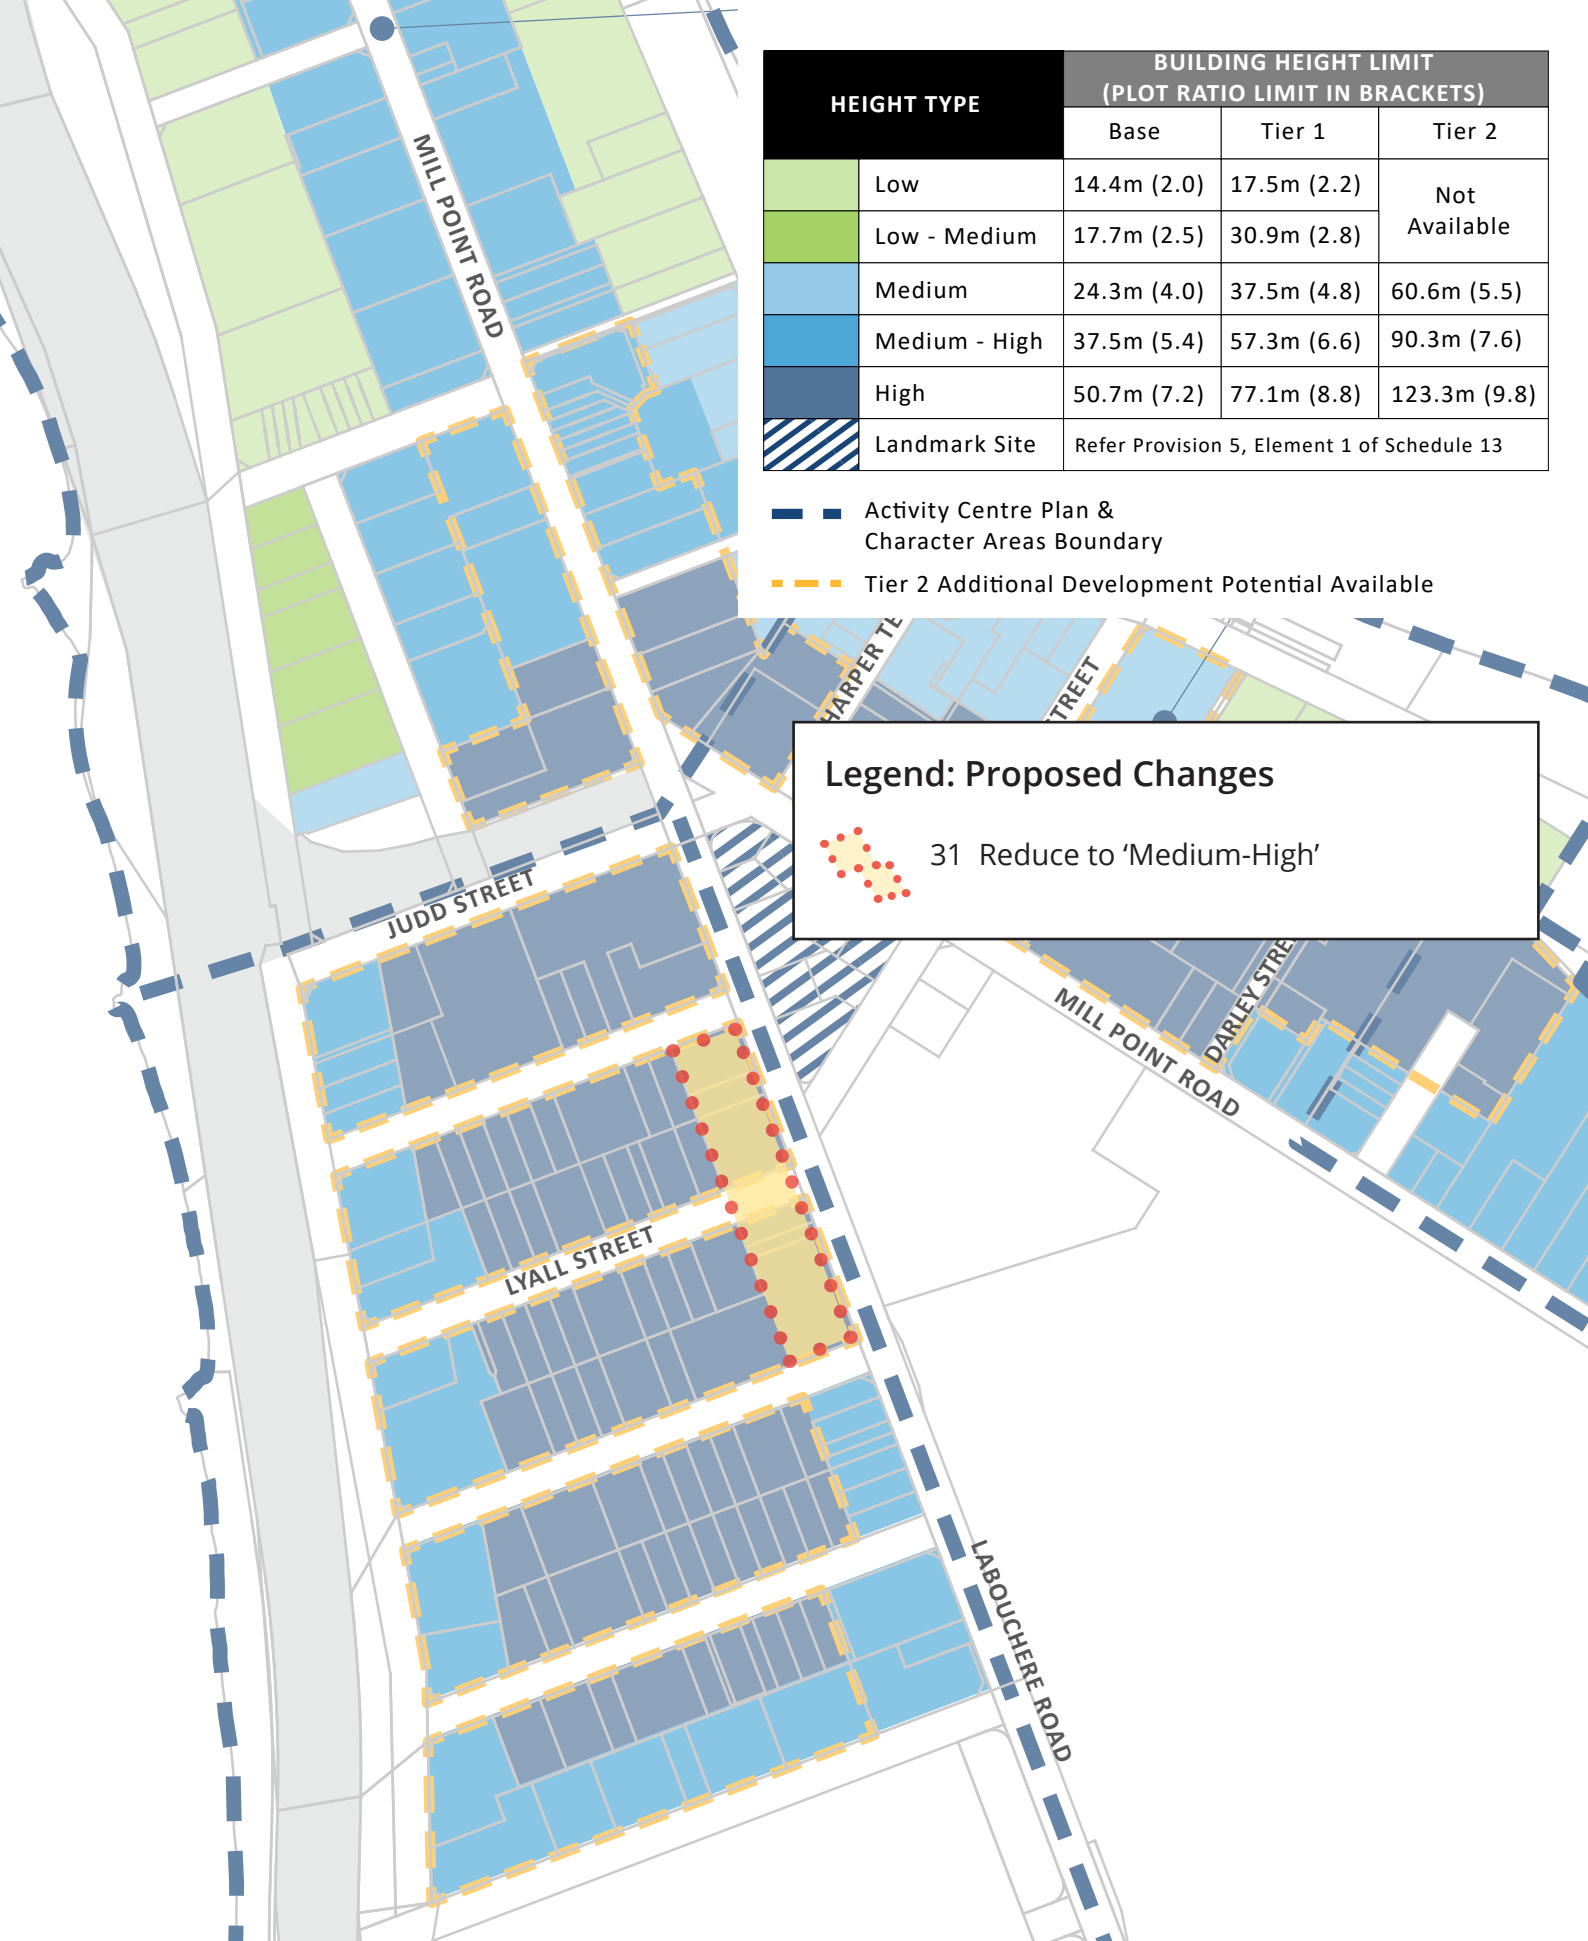 MILL POINT ROAD
HEIGHT TYPE
BUILDING HEIGHT LIMIT
(PLOT RATIO LIMIT IN BRACKETS)
Base Tier 1 Tier 2
Low 14.4m (2.0) 17.5m (2.2) Not Available
Low - Medium 17.7m (2.5) 30.9m (2.8)
Medium 24.3m (4.0) 37.5m (4.8) 60.6m (5.5)
Medium - High 37.5m (5.4) 57.3m (6.6) 90.3m (7.6)
High 50.7m (7.2) 77.1m (8.8) 123.3m (9.8)
Landmark Site Refer Provision 5, Element 1 of Schedule 13
Activity Centre Plan &
Character Areas Boundary
Tier 2 Additional Development Potential Available
HARPER TE
STREET
Legend: Proposed Changes
31 Reduce to ‘Medium-High’
JUDD STREET
MILL POINT ROAD
DARLEY STRE
LYALL STREET
LABOUCHERE ROAD